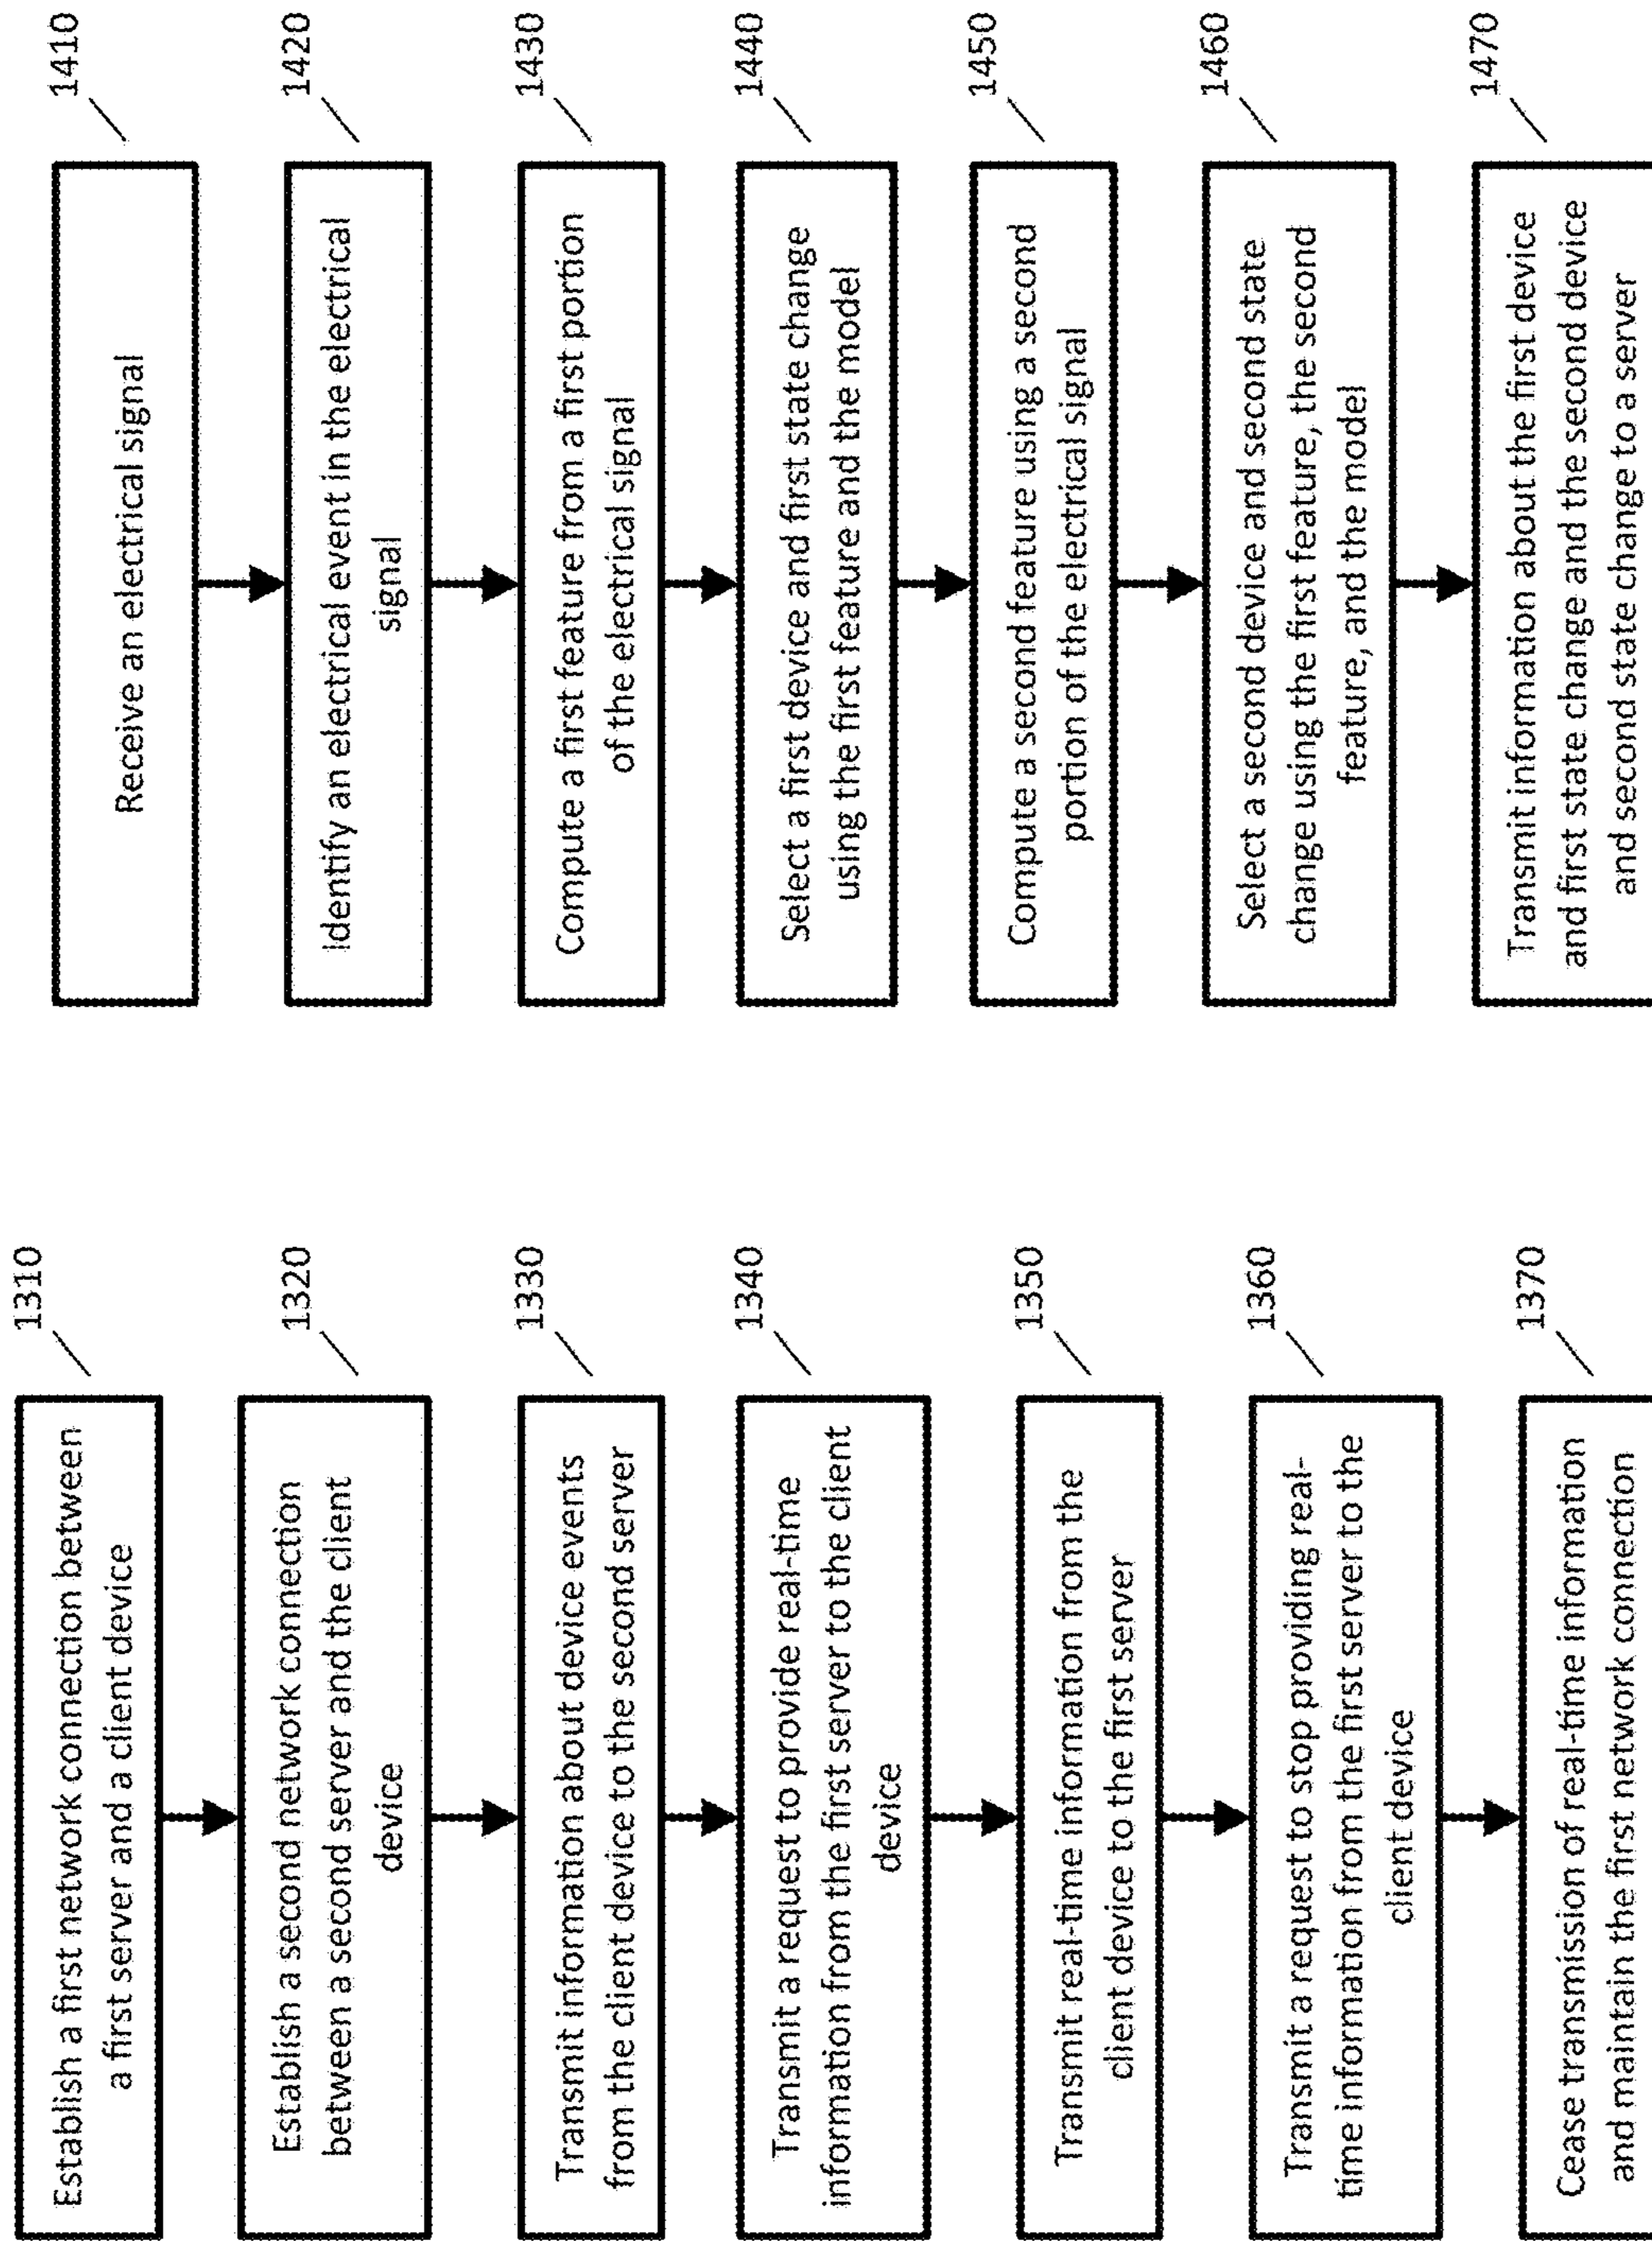 1310
Establish a first network connection between
a first server and a client device
1320
Establish a second network connection
between a second server and the client
device
1330
Transmit information about device events
from the client device to the second server
1340
Transmit a request to provide real-time
information from the first server to the client
device
1350
Transmit real-time information from the
client device to the first server
1360
Transmit a request to stop providing real-
time information from the first server to the
client device
1370
Cease transmission of real-time information
and maintain the first network connection
1410
Receive an electrical signal
1420
Identify an electrical event in the electrical
signal
1430
Compute a first feature from a first portion
of the electrical signal
1440
Select a first device and first state change
using the first feature and the model
1450
Compute a second feature using a second
portion of the electrical signal
1460
Select a second device and second state
change using the first feature, the second
feature, and the model
1470
Transmit information about the first device
and first state change and the second device
and second state change to a server